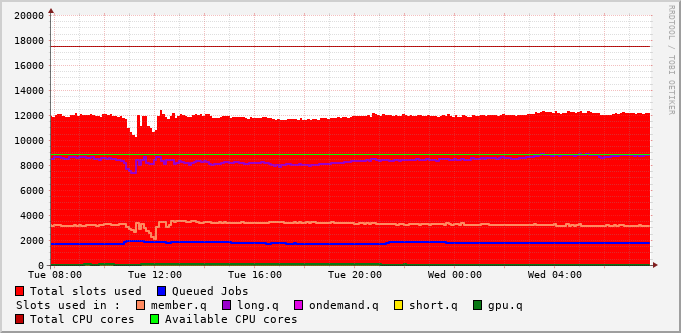 RRDTOOL / TOBI OETIKER
20000
18000
16000
14000
12000
10000
8000
6000
4000
2000
0
Tue 08:00 Tue 12:00 Tue 16:00 Tue 20:00 Wed 00:00 Wed 04:00
Total slots used Queued Jobs
Slots used in : member.q long.q ondemand.q short.q gpu.q
Total CPU cores Available CPU cores